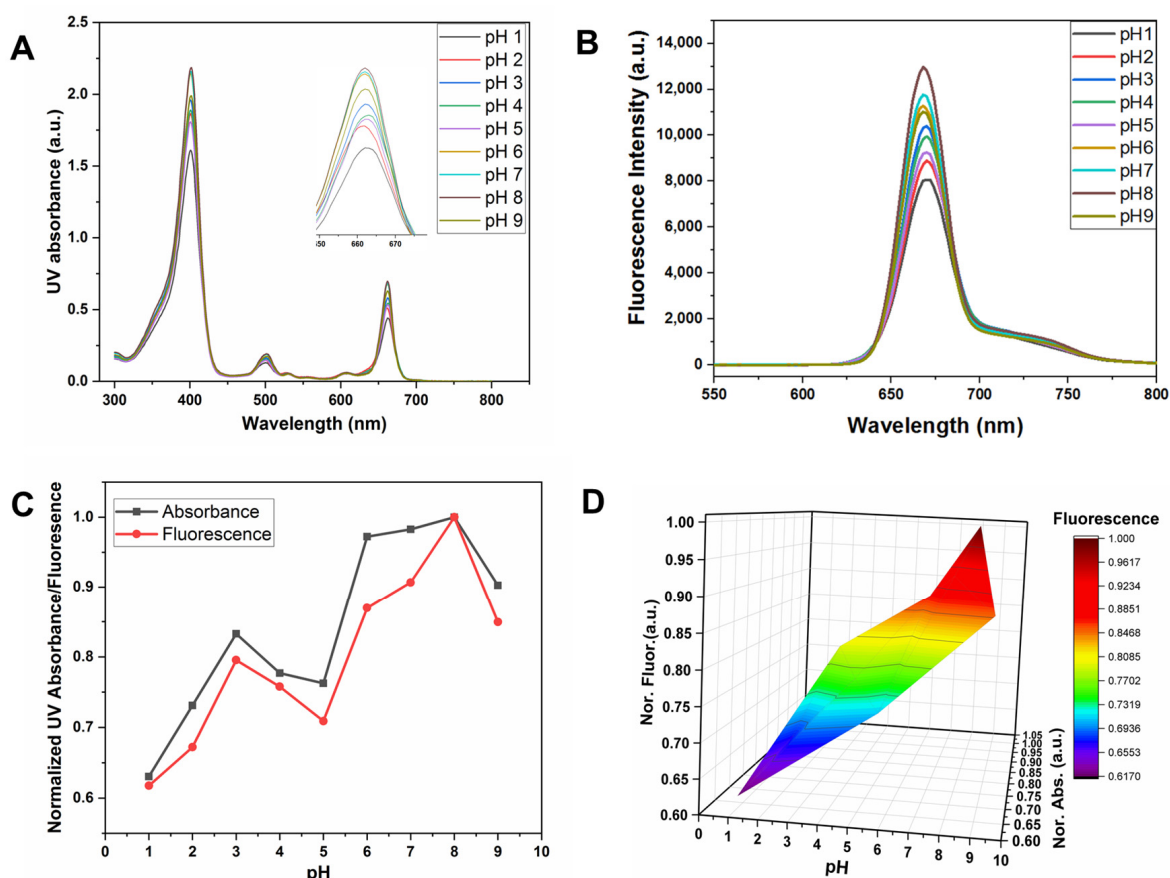 A
UV absorbance (a.u.)
2.5
2.0
1.5
1.0
0.5
0.0
300 400 500 600 700 800
Wavelength (nm)
650 660 670
pH 1
pH 2
pH 3
pH 4
pH 5
pH 6
pH 7
pH 8
pH 9
B
Fluorescence Intensity (a.u.)
14,000
12,000
10,000
8,000
6,000
4,000
2,000
0
550 600 650 700 750 800
Wavelength (nm)
pH1
pH2
pH3
pH4
pH5
pH6
pH7
pH8
pH9
C
Normalized UV Absorbance/Fluoresence
Absorbance
Fluorescence
1.0
0.9
0.8
0.7
0.6
0 1 2 3 4 5 6 7 8 9 10
pH
D
Nor. Fluor.(a.u.)
1.00
0.95
0.90
0.85
0.80
0.75
0.70
0.65
0.60
0 1 2 3 4 5 6 7 8 9 10
pH
1.05
1.00
0.95
0.90
0.85
0.80
0.75
0.70
0.65
0.60
Nor. Abs. (a.u.)
Fluorescence
1.000
0.9617
0.9234
0.8851
0.8468
0.8085
0.7702
0.7319
0.6936
0.6553
0.6170